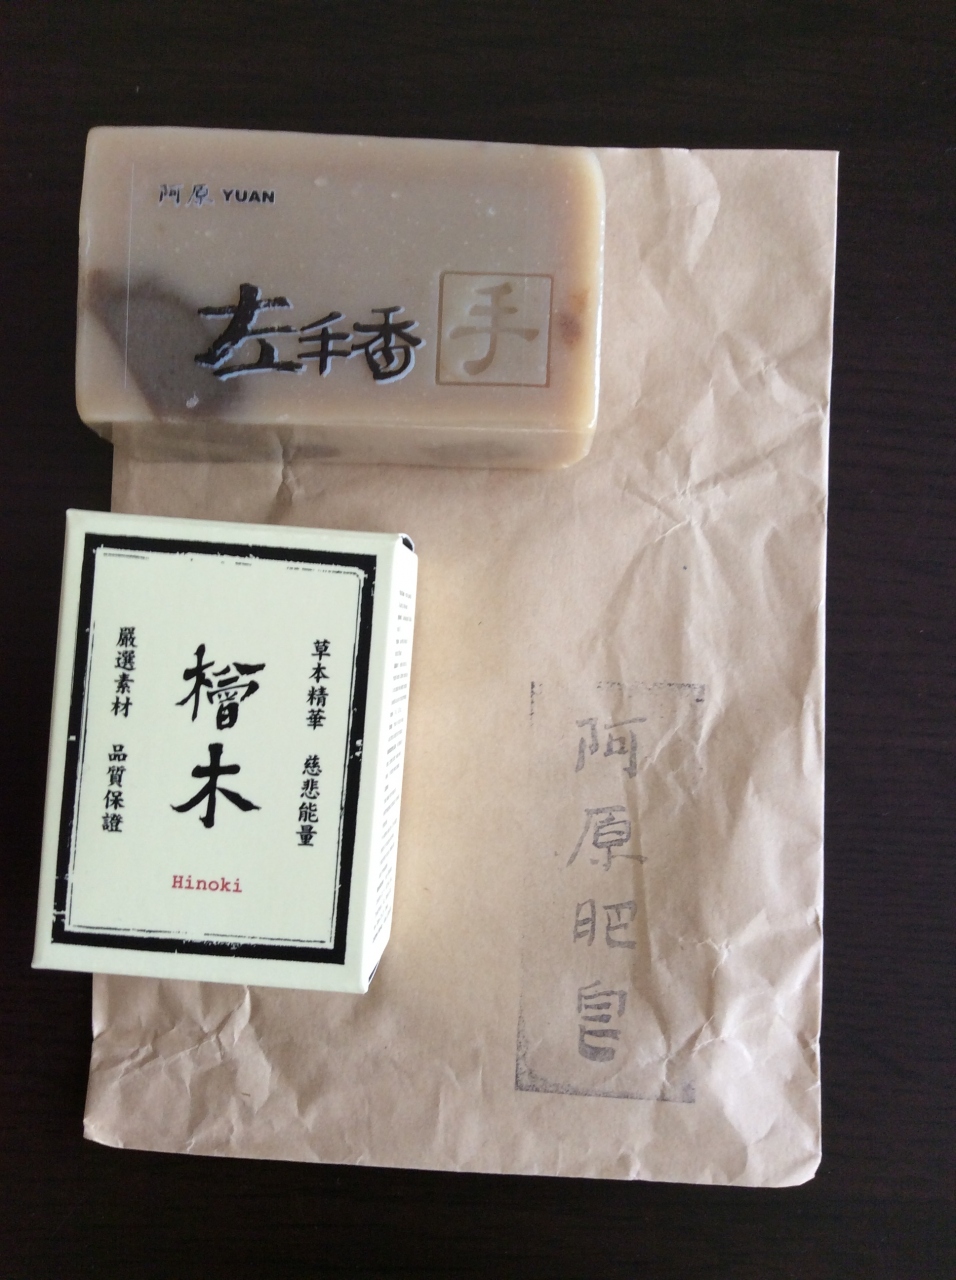 阿原 YUAN
左手香
手
草本精華 慈悲能量
檜木
嚴選素材 品質保證
Hinoki
阿原肥皂